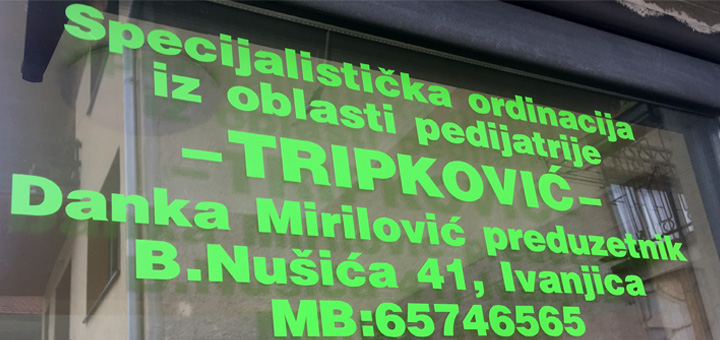 Specijalistička ordinacija
iz oblasti pedijatrije
–TRIPKOVIĆ–
Danka Mirilović preduzetnik
B.Nušića 41, Ivanjica
MB:65746565